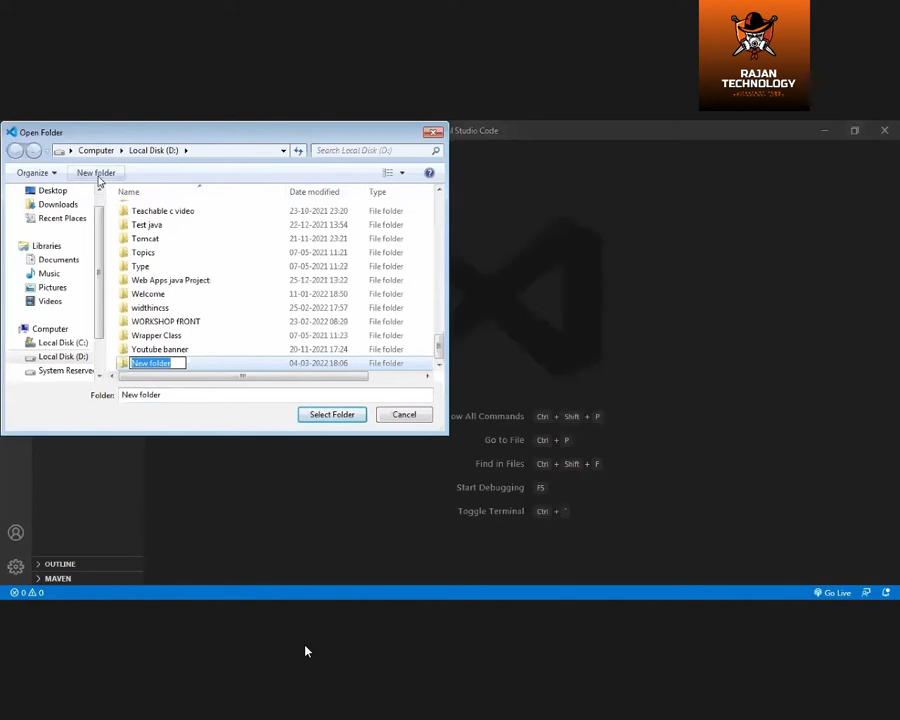 RAJAN
TECHNOLOGY
Open Folder
l Studio Code
Computer
Local Disk (D:)
Search Local Disk (D:)
Organize
New folder
Name
Date modified
Type
Desktop
Downloads
Recent Places
Libraries
Documents
Music
Pictures
Videos
Computer
Local Disk (C:)
Local Disk (D:)
System Reserve
Teachable c video 23-10-2021 23:20 File folder
Test java 22-12-2021 13:54 File folder
Tomcat 21-11-2021 23:21 File folder
Topics 07-05-2021 11:21 File folder
Type 07-05-2021 11:22 File folder
Web Apps java Project 25-12-2021 13:22 File folder
Welcome 11-01-2022 18:50 File folder
widthincss 25-02-2022 17:57 File folder
WORKSHOP fRONT 23-02-2022 08:20 File folder
Wrapper Class 07-05-2021 11:22 File folder
Youtube banner 20-11-2021 17:24 File folder
New folder 04-03-2022 18:06 File folder
Folder: New folder
Select Folder
Cancel
ow All Commands Ctrl + Shift + P
Go to File Ctrl + P
Find in Files Ctrl + Shift + F
Start Debugging F5
Toggle Terminal Ctrl + `
OUTLINE
MAVEN
0 0
Go Live